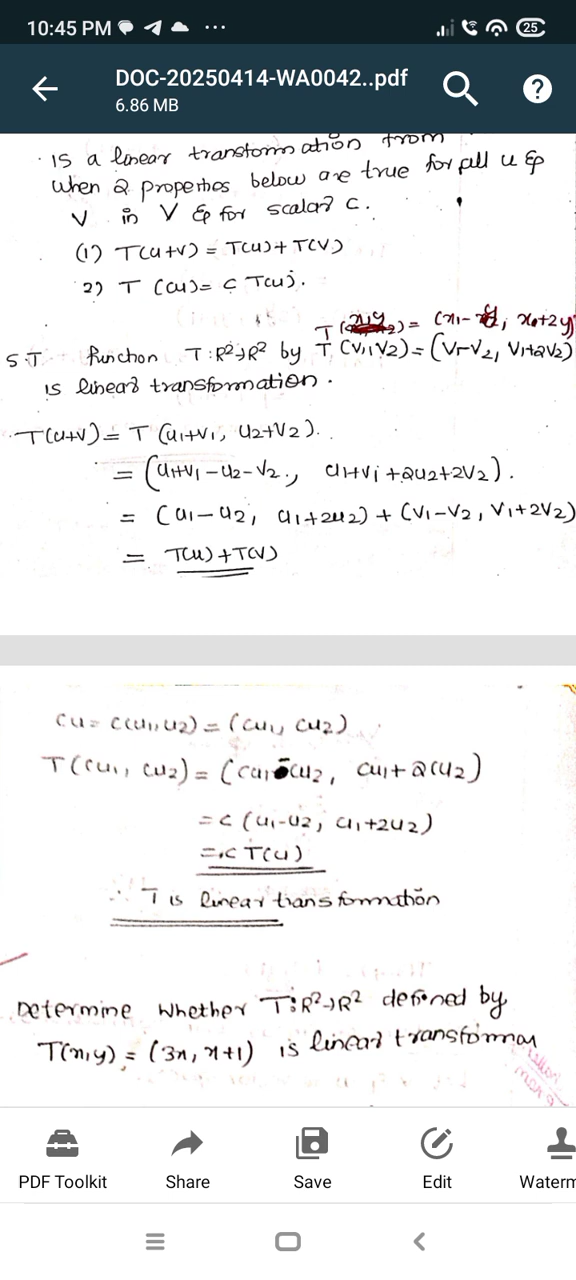 10:45 PM ... 25
DOC-20250414-WA0042..pdf
6.86 MB
is a linear transformation from
when 2 properties below are true for all u &
v in V & for scalar c.
(1) T(u+v) = T(u)+T(v)
2) T (cu)= c T(u).
T(x,y)= (x-y, x+2y)
S.T. function T:R²→R² by T(v1,v2)=(v1-v2, v1+2v2)
is linear transformation.
T(u+v)= T (u1+v1, u2+v2).
= (u1+v1-u2-v2, u1+v1+2u2+2v2).
= (u1-u2, u1+2u2)+(v1-v2, v1+2v2)
= T(u)+T(v)
cu= c(u1,u2)=(cu1, cu2)
T(cu1, cu2)=(cu1-cu2, cu1+2cu2)
=c (u1-u2, u1+2u2)
=c T(u)
∴ T is linear transformation
Determine whether T:R²→R² defined by
T(x,y)=(3x, x+1) is linear
PDF Toolkit
Share
Save
Edit
Waterm